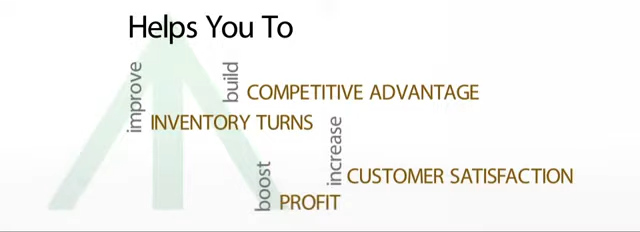 Helps You To
build COMPETITIVE ADVANTAGE
improve INVENTORY TURNS
increase CUSTOMER SATISFACTION
boost PROFIT